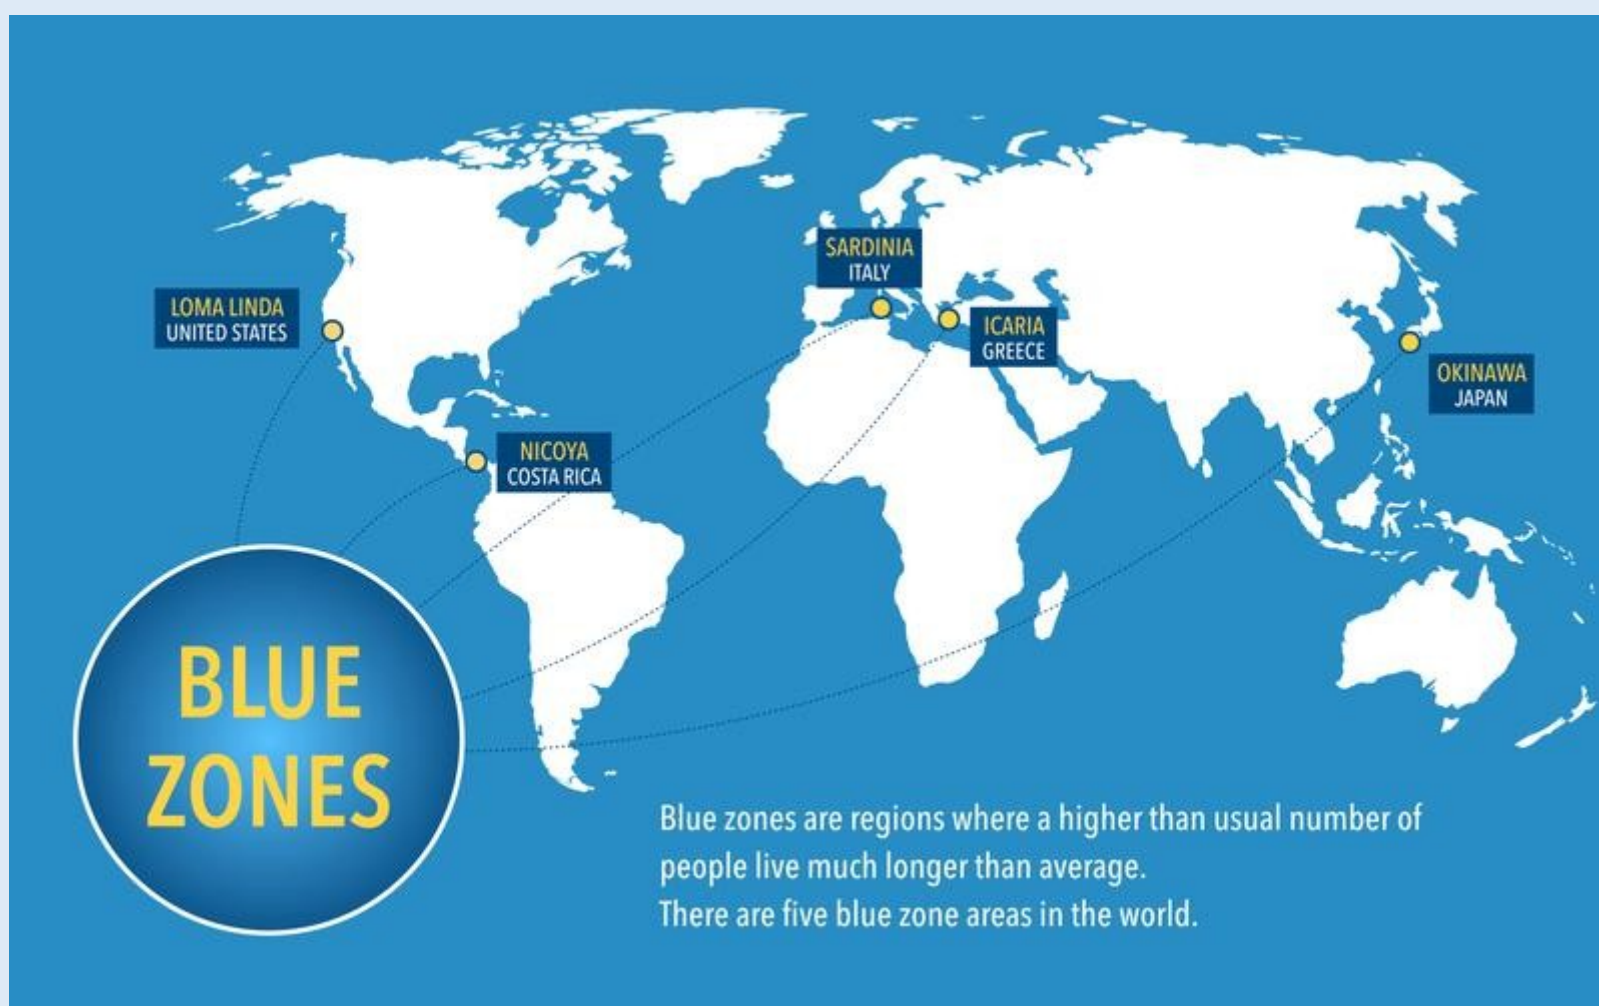 SARDINIA
ITALY
LOMA LINDA
UNITED STATES
ICARIA
GREECE
OKINAWA
JAPAN
NICOYA
COSTA RICA
BLUE
ZONES
Blue zones are regions where a higher than usual number of
people live much longer than average.
There are five blue zone areas in the world.